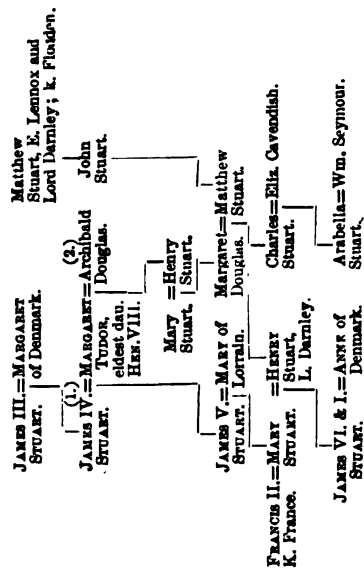 JAMES III.=MARGARET Matthew
STUART. of Denmark. Stuart, E. Lennox and
Lord Darnley; k. Flodden.
(1.) (2.)
JAMES IV.=MARGARET=Archibald John
STUART. TUDOR, Douglas. Stuart.
eldest dau.
HEN. VIII.
Mary =Henry
Stuart, Stuart.
JAMES V.=MARY of Margaret=Matthew
STUART. Lorrain. Douglas. Stuart.
FRANCIS II.=MARY =HENRY Charles=Eliz. Cavendish.
K. France. STUART. Stuart, Stuart.
L. Darnley.
JAMES VI. & I.=ANNE of Arabella=Wm. Seymour.
STUART. Denmark. Stuart,